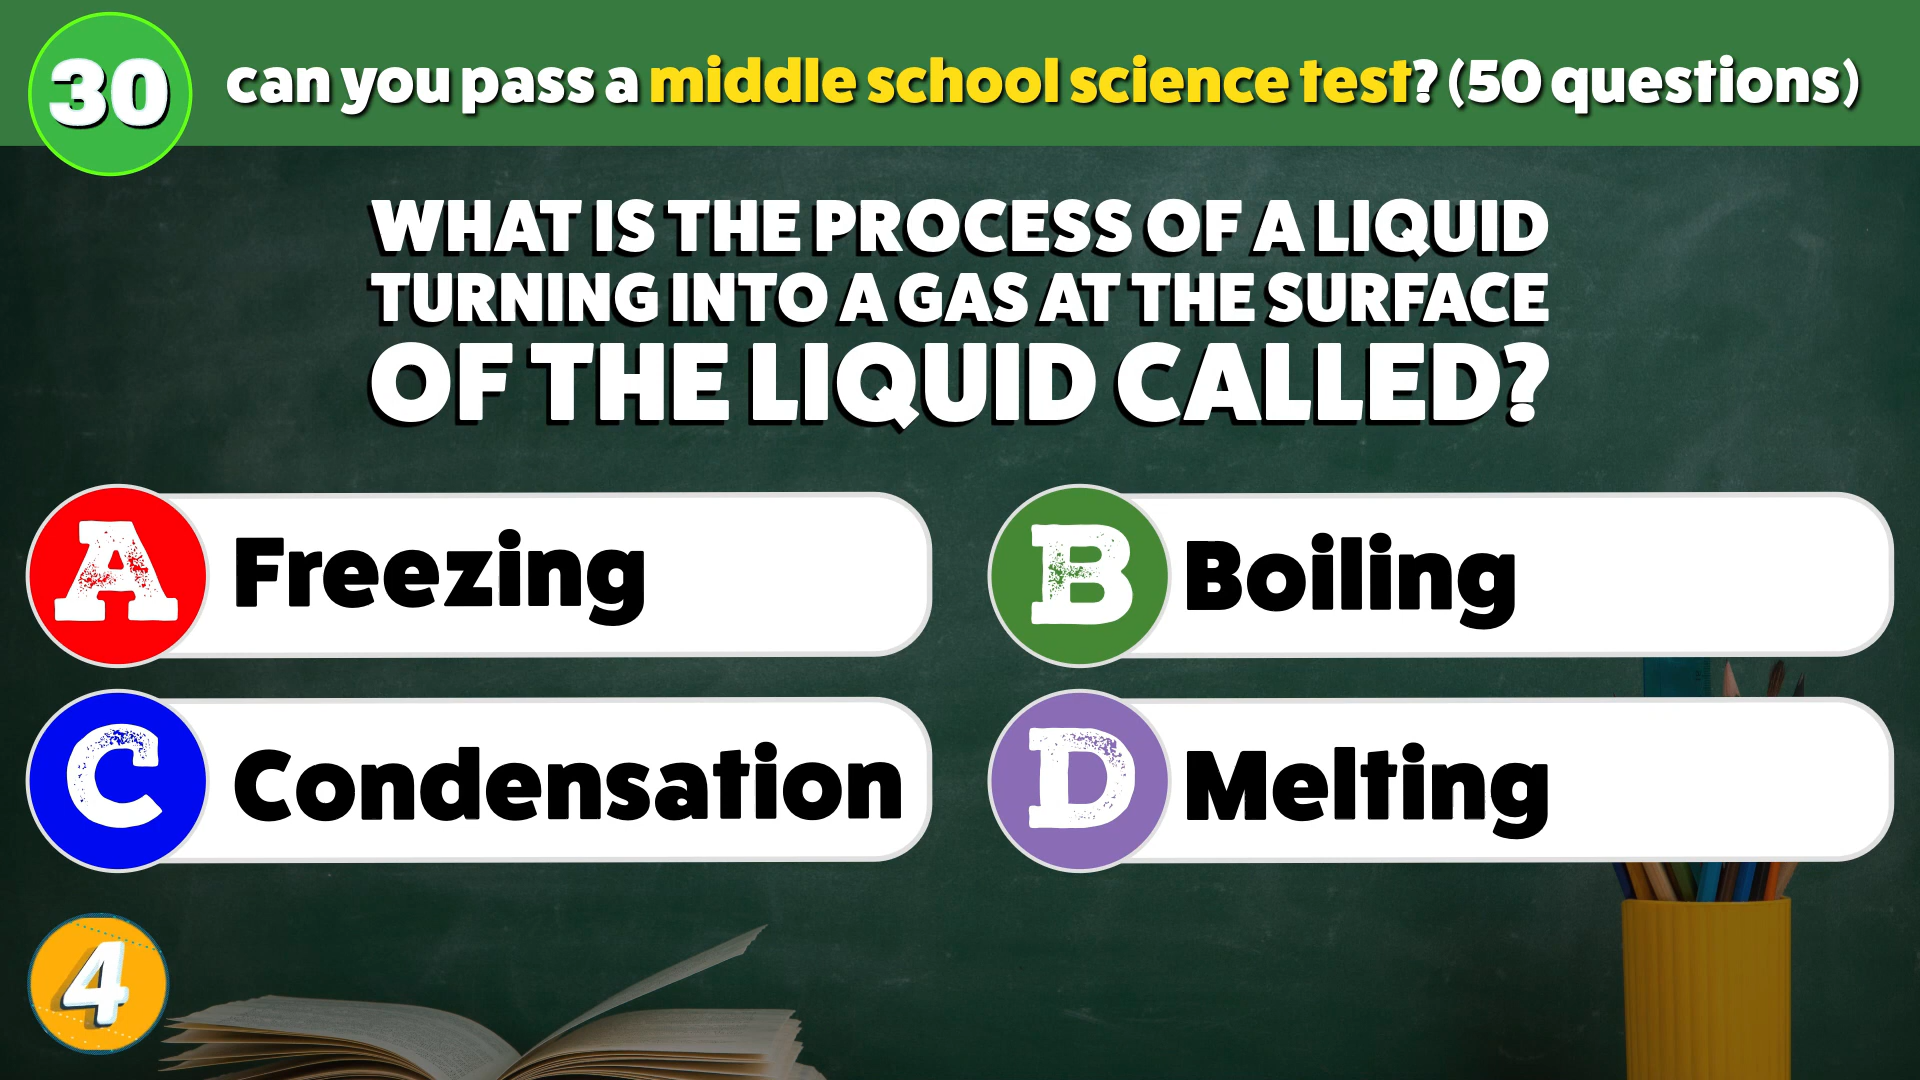 30
can you pass a middle school science test? (50 questions)
WHAT IS THE PROCESS OF A LIQUID
TURNING INTO A GAS AT THE SURFACE
OF THE LIQUID CALLED?
A Freezing
B Boiling
C Condensation
D Melting
4